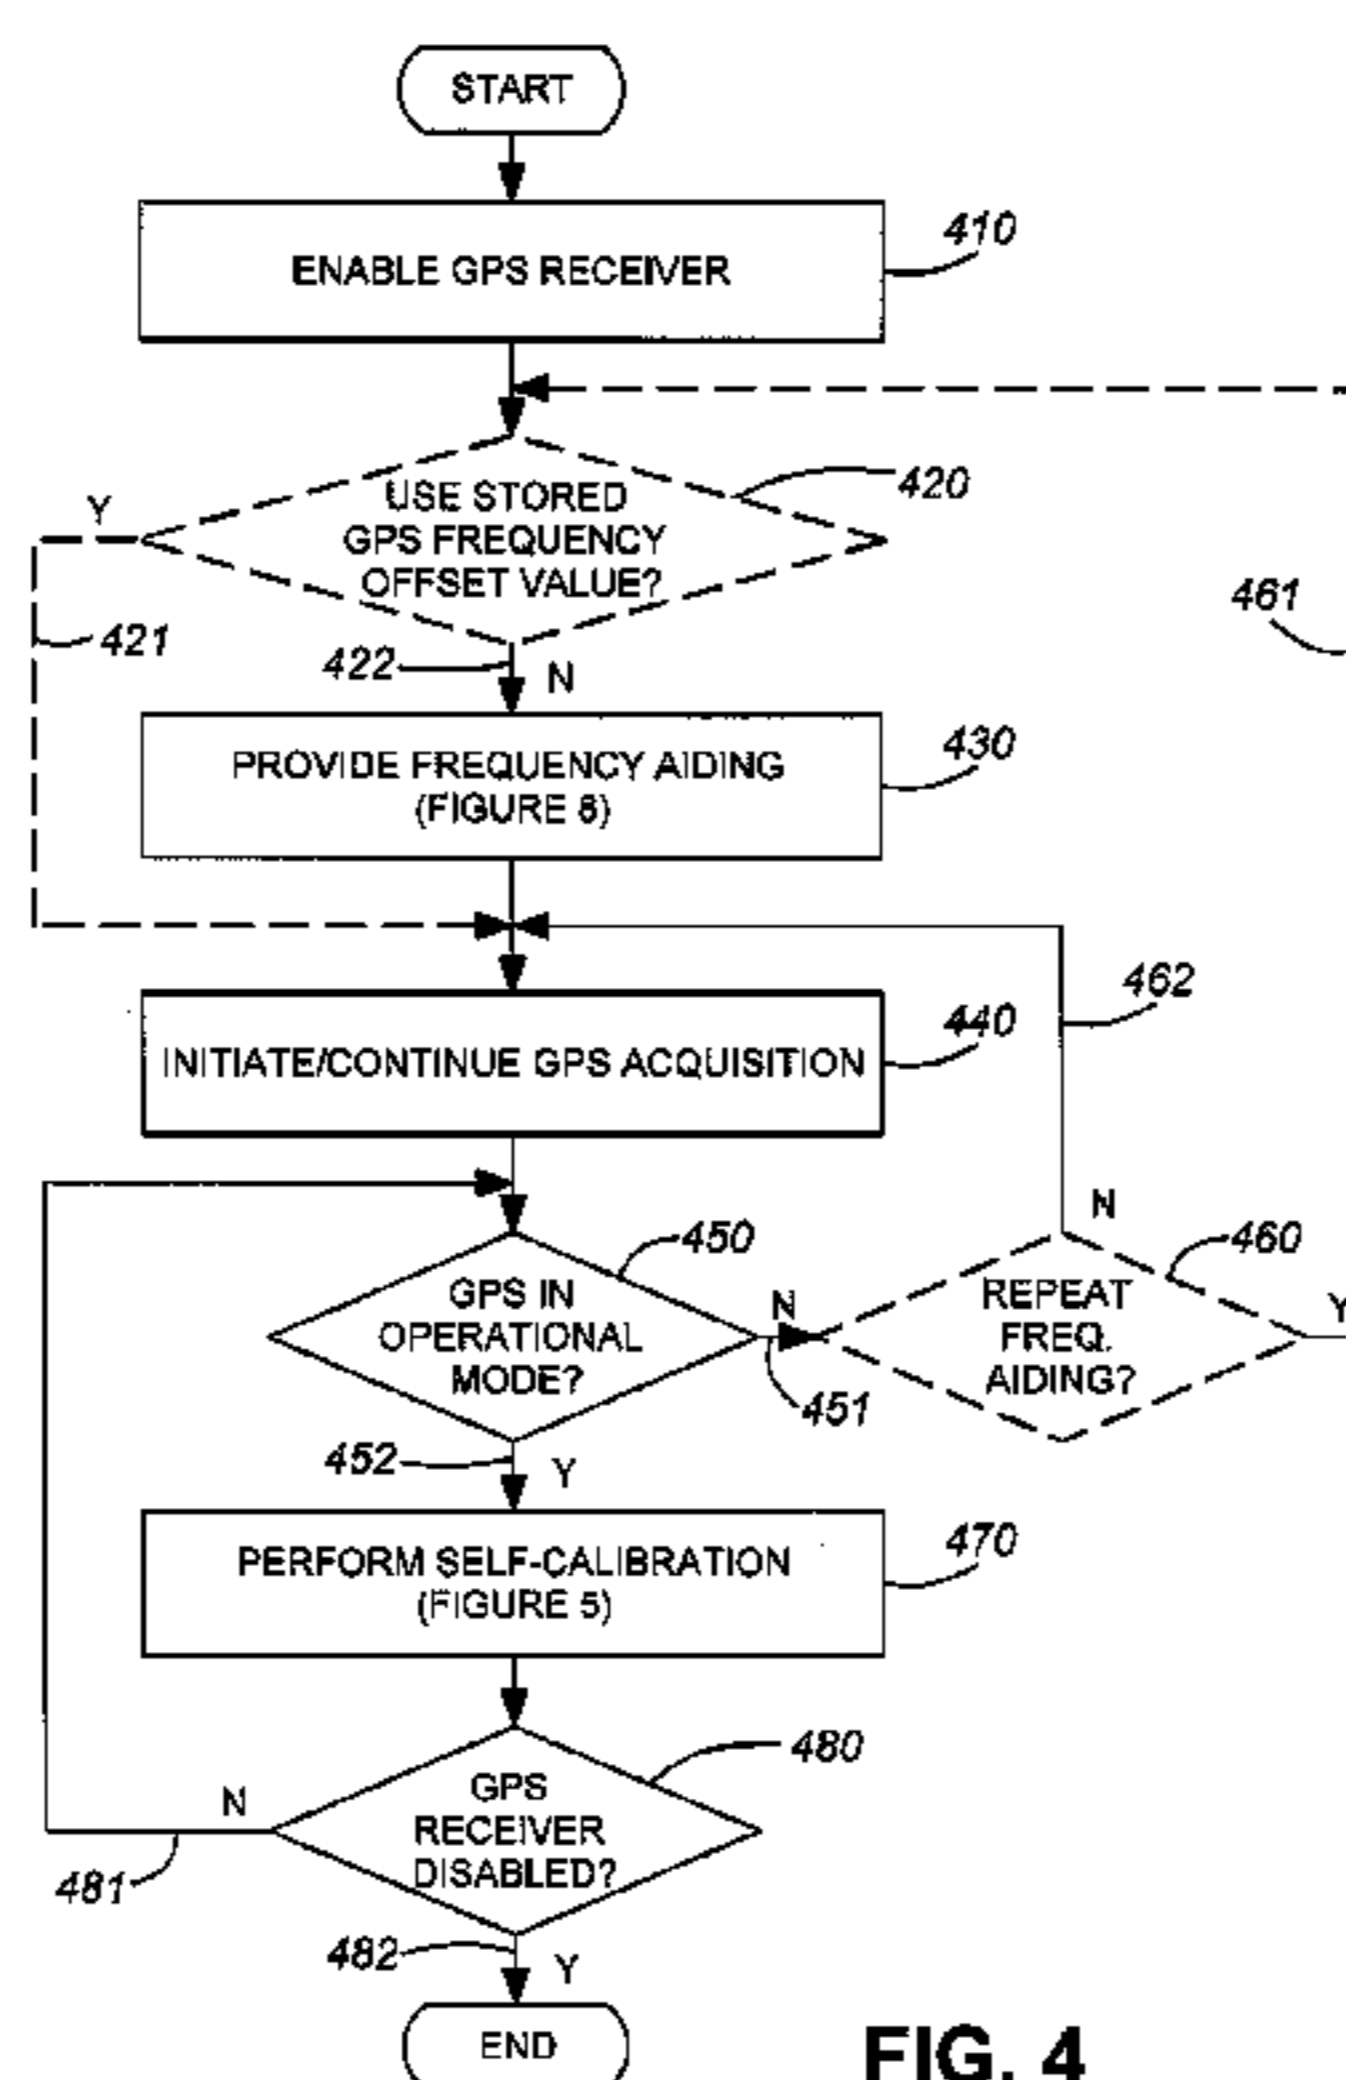 START
ENABLE GPS RECEIVER
410
USE STORED
GPS FREQUENCY
OFFSET VALUE?
420
Y
421
461
422
N
PROVIDE FREQUENCY AIDING
(FIGURE 6)
430
462
INITIATE/CONTINUE GPS ACQUISITION
440
N
450
460
GPS IN
OPERATIONAL
MODE?
N
451
REPEAT
FREQ.
AIDING?
Y
452
Y
PERFORM SELF-CALIBRATION
(FIGURE 5)
470
480
GPS
RECEIVER
DISABLED?
N
481
482
Y
END
FIG. 4